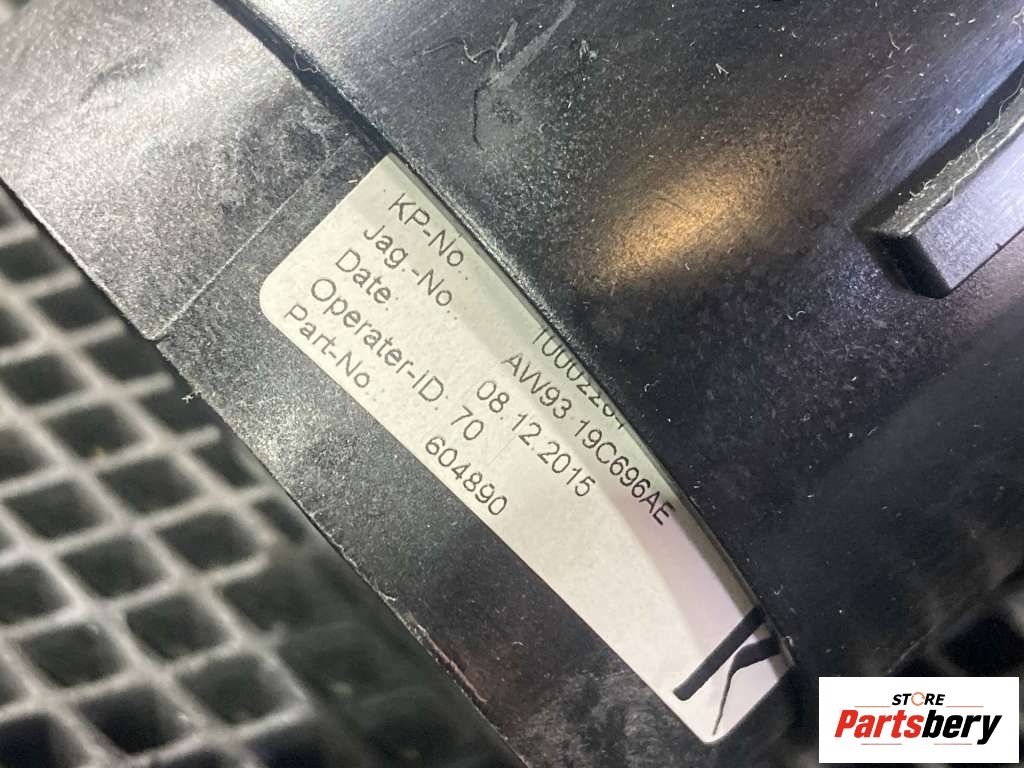 KP-No.:
Jag.-No.: AW93 19C696AE
Date: 08.12.2015
Operater-ID: 70
Part-No.: 604890
STORE
Partsbery